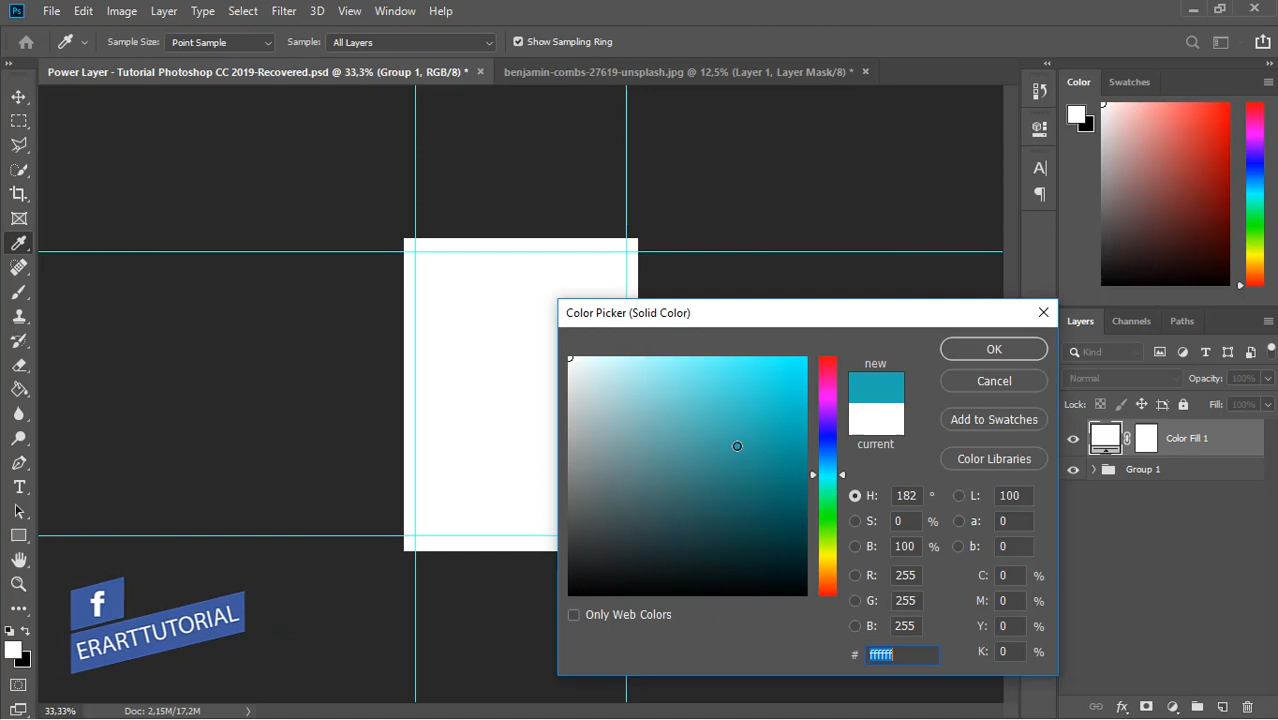 Ps File Edit Image Layer Type Select Filter 3D View Window Help
Sample Size: Point Sample Sample: All Layers Show Sampling Ring
Power Layer - Tutorial Photoshop CC 2019-Recovered.psd @ 33,3% (Group 1, RGB/8) *
benjamin-combs-27619-unsplash.jpg @ 12,5% (Layer 1, Layer Mask/8) *
Color Swatches
Color Picker (Solid Color)
new
current
OK
Cancel
Add to Swatches
Color Libraries
H: 182 °
S: 0 %
B: 100 %
R: 255
G: 255
B: 255
# ffffff
L: 100
a: 0
b: 0
C: 0 %
M: 0 %
Y: 0 %
K: 0 %
Only Web Colors
Layers Channels Paths
Kind
Normal Opacity: 100%
Lock: Fill: 100%
Color Fill 1
Group 1
f
ERARTTUTORIAL
33,33% Doc: 2,15M/17,2M